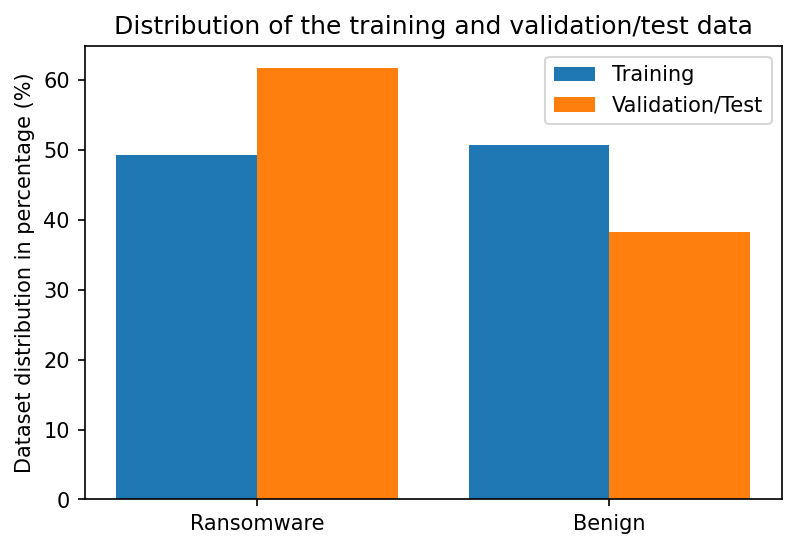 Distribution of the training and validation/test data
Dataset distribution in percentage (%)
60
50
40
30
20
10
0
Training
Validation/Test
Ransomware
Benign